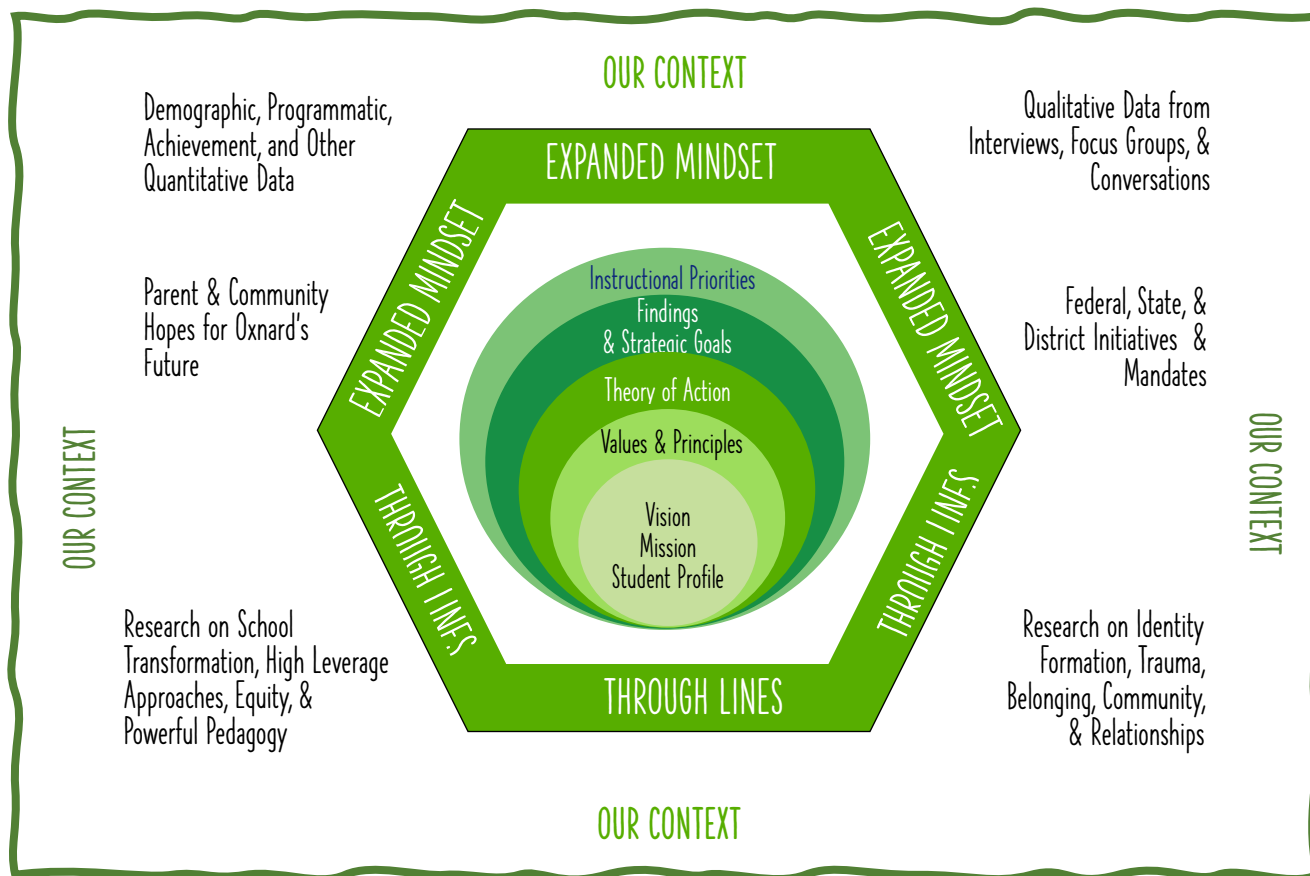 OUR CONTEXT
Demographic, Programmatic,
Achievement, and Other
Quantitative Data
Qualitative Data from
Interviews, Focus Groups, &
Conversations
EXPANDED MINDSET
EXPANDED MINDSET
EXPANDED MINDSET
Parent & Community
Hopes for Oxnard's
Future
Federal, State, &
District Initiatives &
Mandates
Instructional Priorities
Findings
& Strategic Goals
Theory of Action
Values & Principles
Vision
Mission
Student Profile
OUR CONTEXT
OUR CONTEXT
THROUGH LINES
THROUGH LINES
THROUGH LINES
Research on School
Transformation, High Leverage
Approaches, Equity, &
Powerful Pedagogy
Research on Identity
Formation, Trauma,
Belonging, Community,
& Relationships
OUR CONTEXT